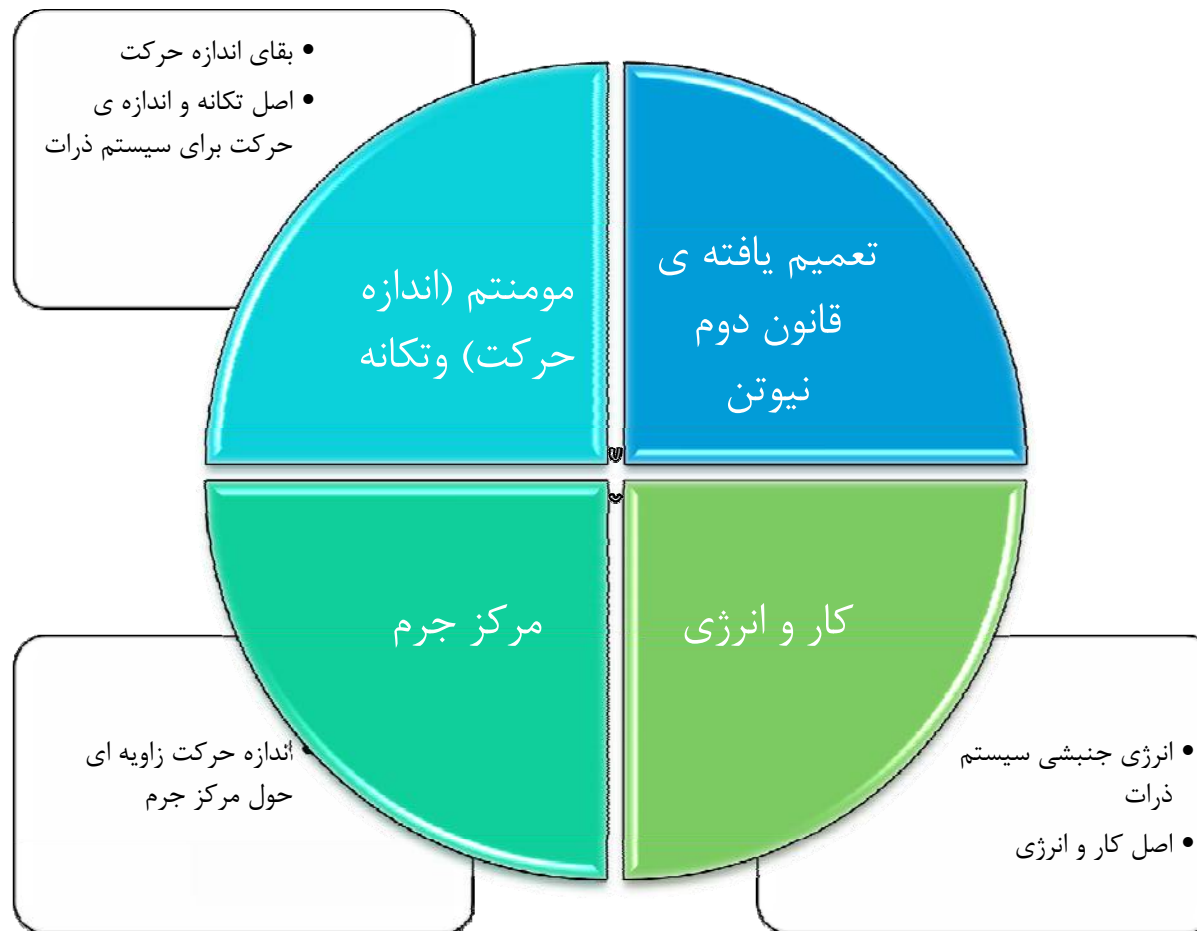 بقای اندازه حرکت •
اصل تکانه و اندازه ی •
حرکت برای سیستم ذرات
تعمیم یافته ی
قانون دوم
نیوتن
مومنتم (اندازه
حرکت) وتکانه
مرکز جرم
کار و انرژی
اندازه حرکت زاویه ای •
حول مرکز جرم
انرژی جنبشی سیستم •
ذرات
اصل کار و انرژی •